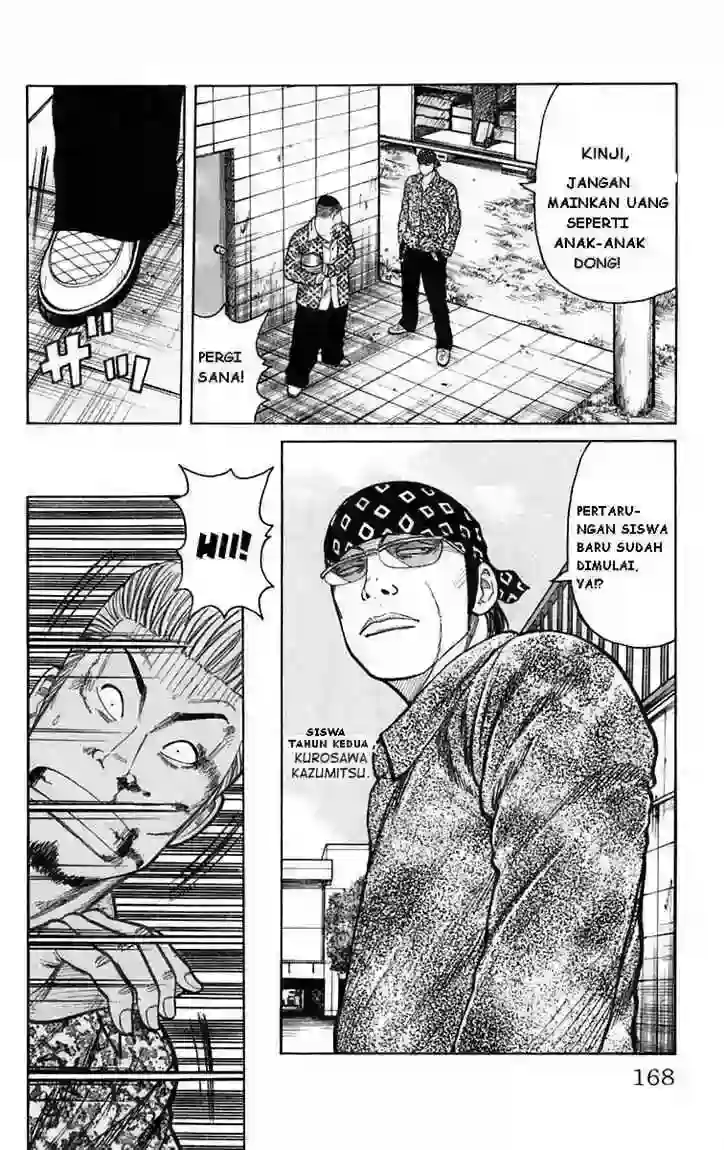 KINJI,
JANGAN
MAINKAN UANG
SEPERTI
ANAK-ANAK
DONG!
PERGI
SANA!
ザッ
PERTARU-
NGAN SISWA
BARU SUDAH
DIMULAI,
YA!?
HII!
SISWA
TAHUN KEDUA
KUROSAWA
KAZUMITSU.
168